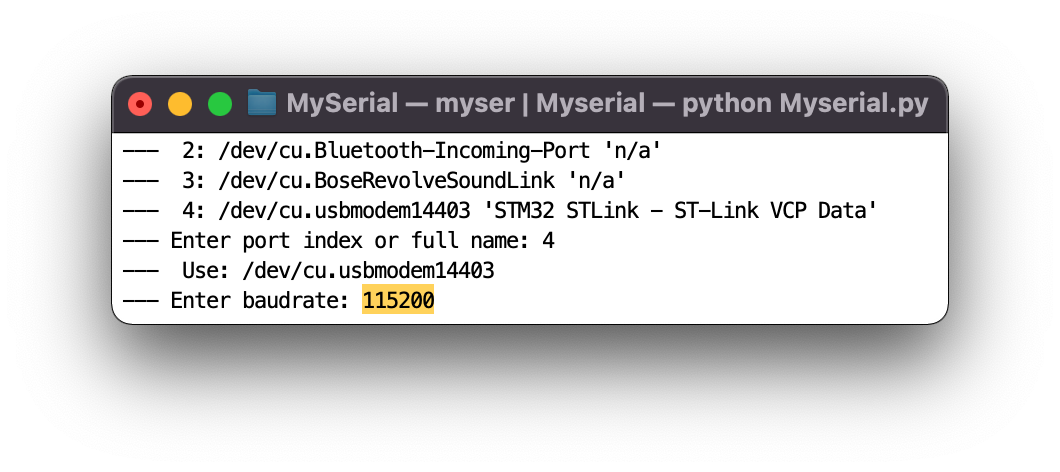 MySerial — myser | Myserial — python Myserial.py
---  2: /dev/cu.Bluetooth-Incoming-Port 'n/a'
---  3: /dev/cu.BoseRevolveSoundLink 'n/a'
---  4: /dev/cu.usbmodem14403 'STM32 STLink - ST-Link VCP Data'
--- Enter port index or full name: 4
---  Use: /dev/cu.usbmodem14403
--- Enter baudrate: 115200